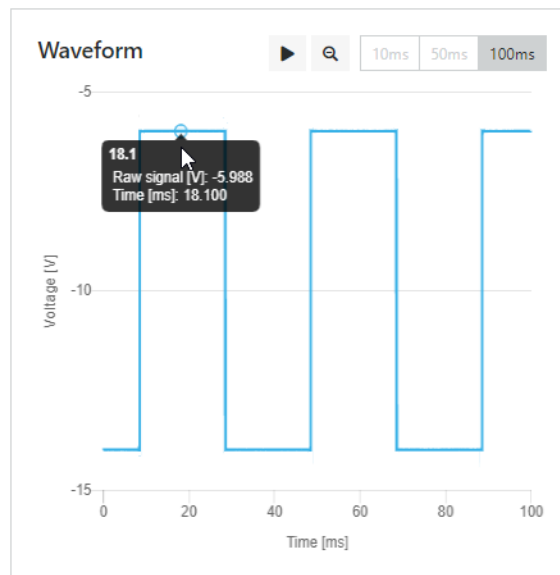 Waveform
10ms 50ms 100ms
-5
18.1
Raw signal [V]: -5.988
Time [ms]: 18.100
Voltage [V]
-10
-15
0 20 40 60 80 100
Time [ms]